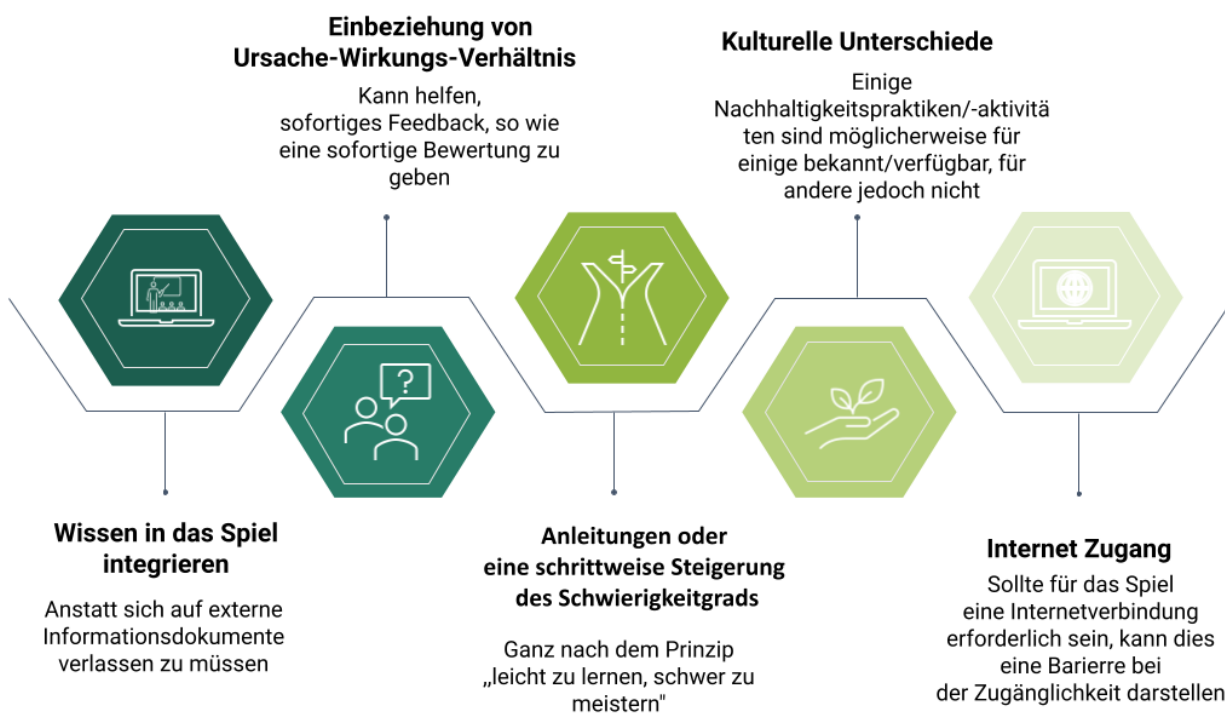 Einbeziehung von
Ursache-Wirkungs-Verhältnis
Kann helfen,
sofortiges Feedback, so wie
eine sofortige Bewertung zu
geben
Kulturelle Unterschiede
Einige
Nachhaltigkeitspraktiken/-aktivitä
ten sind möglicherweise für
einige bekannt/verfügbar, für
andere jedoch nicht
?
Wissen in das Spiel
integrieren
Anstatt sich auf externe
Informationsdokumente
verlassen zu müssen
Anleitungen oder
eine schrittweise Steigerung
des Schwierigkeitgrads
Ganz nach dem Prinzip
„leicht zu lernen, schwer zu
meistern"
Internet Zugang
Sollte für das Spiel
eine Internetverbindung
erforderlich sein, kann dies
eine Barierre bei
der Zugänglichkeit darstellen